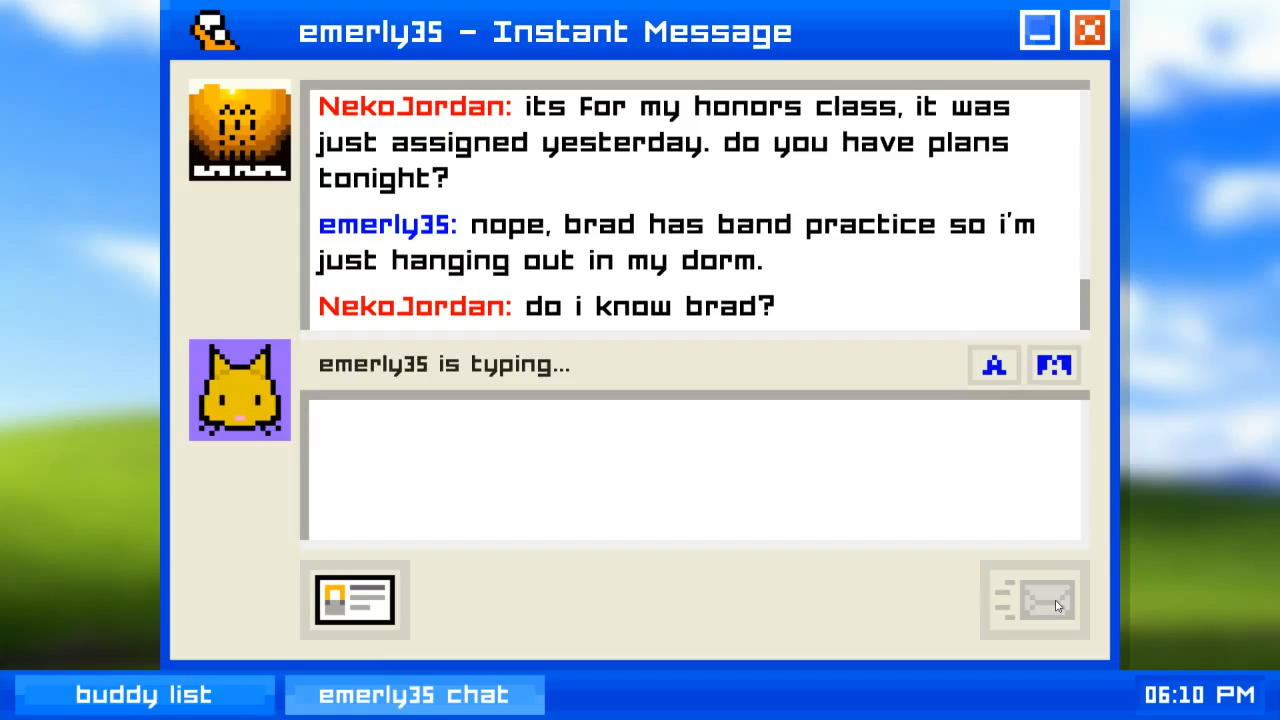 emerly35 - Instant Message
NekoJordan: its for my honors class, it was
just assigned yesterday. do you have plans
tonight?
emerly35: nope, brad has band practice so i'm
just hanging out in my dorm.
NekoJordan: do i know brad?
emerly35 is typing...
A
buddy list
emerly35 chat
06:10 PM